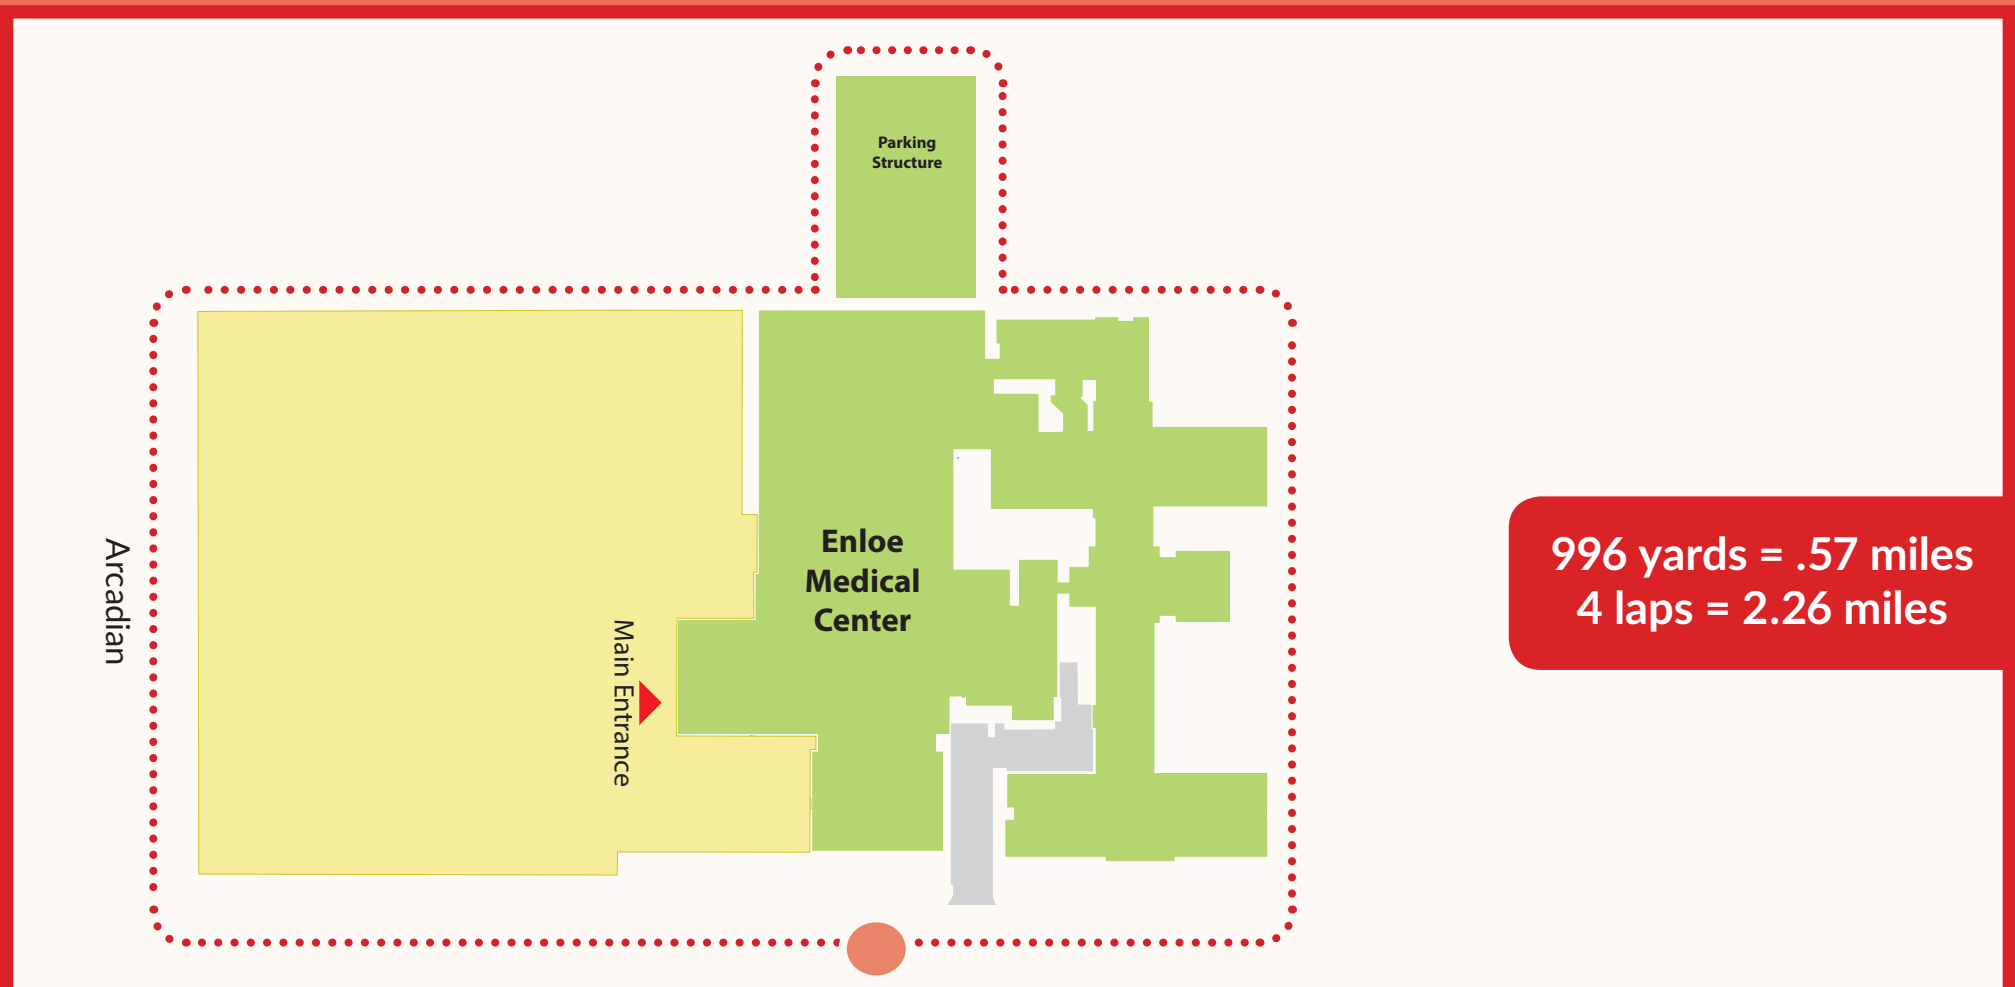 Parking
Structure
Enloe
Medical
Center
Arcadian
Main Entrance
996 yards = .57 miles
4 laps = 2.26 miles